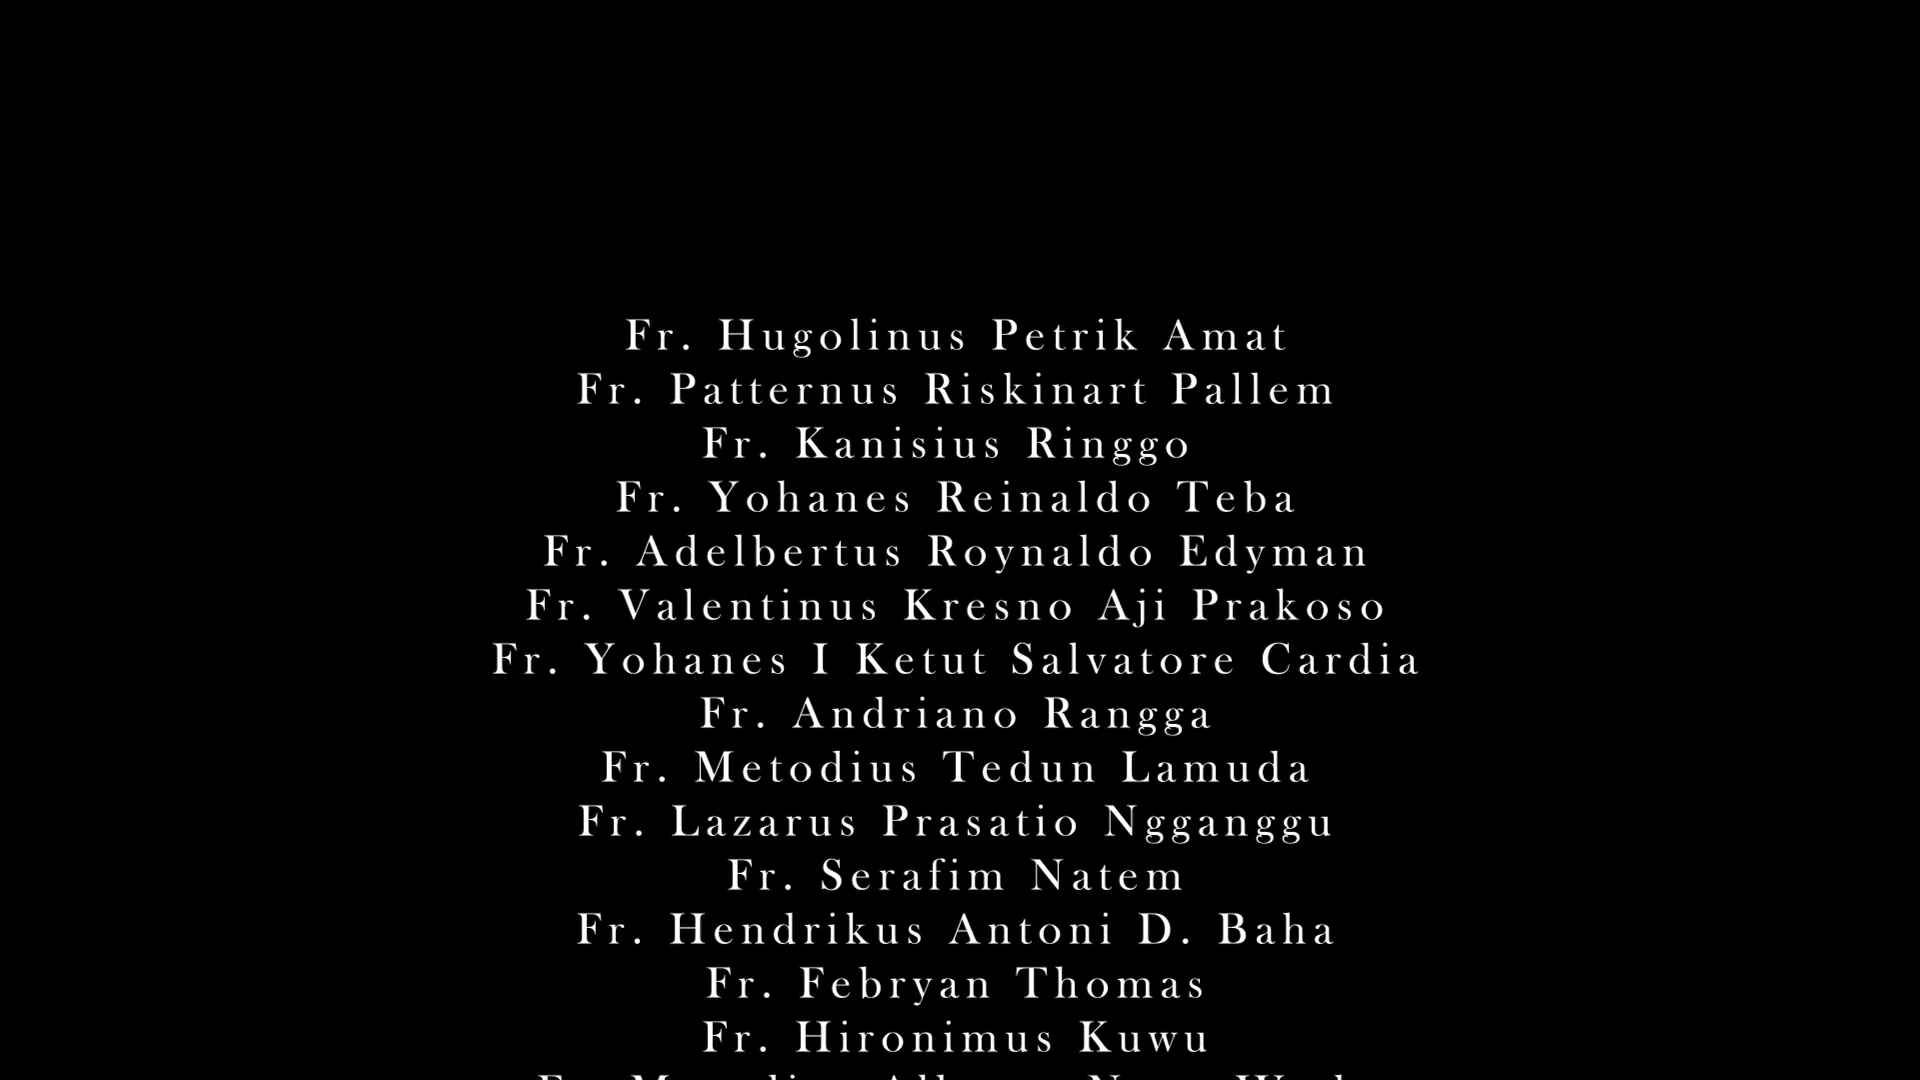 Fr. Hugolinus Petrik Amat
Fr. Patternus Riskinart Pallem
Fr. Kanisius Ringgo
Fr. Yohanes Reinaldo Teba
Fr. Adelbertus Roynaldo Edyman
Fr. Valentinus Kresno Aji Prakoso
Fr. Yohanes I Ketut Salvatore Cardia
Fr. Andriano Rangga
Fr. Metodius Tedun Lamuda
Fr. Lazarus Prasatio Ngganggu
Fr. Serafim Natem
Fr. Hendrikus Antoni D. Baha
Fr. Febryan Thomas
Fr. Hironimus Kuwu
Fr.